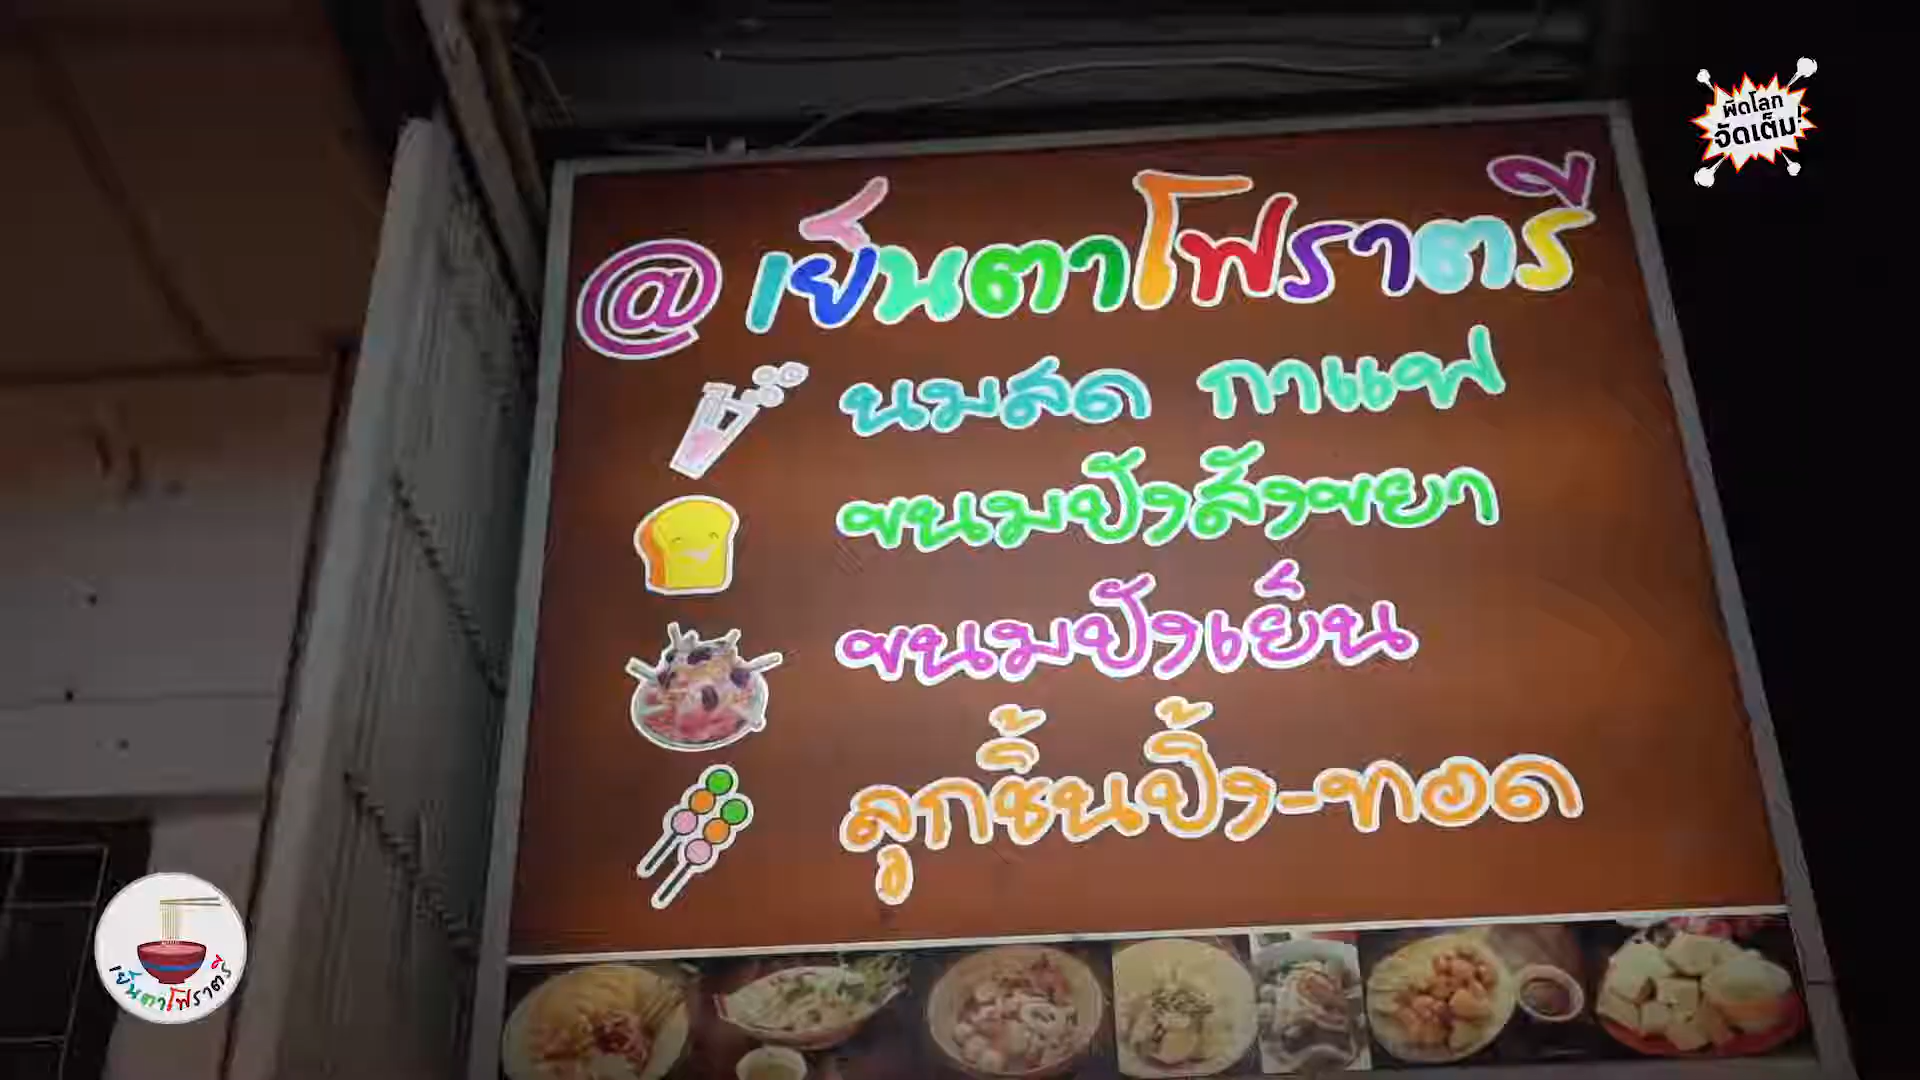 ผัดโลก
จัดเต็ม!
@เย็นตาโฟราตรี
นมสด กาแฟ
ขนมปังสังขยา
ขนมปังเย็น
ลูกชิ้นปิ้ง-ทอด
เย็นตาโฟราตรี